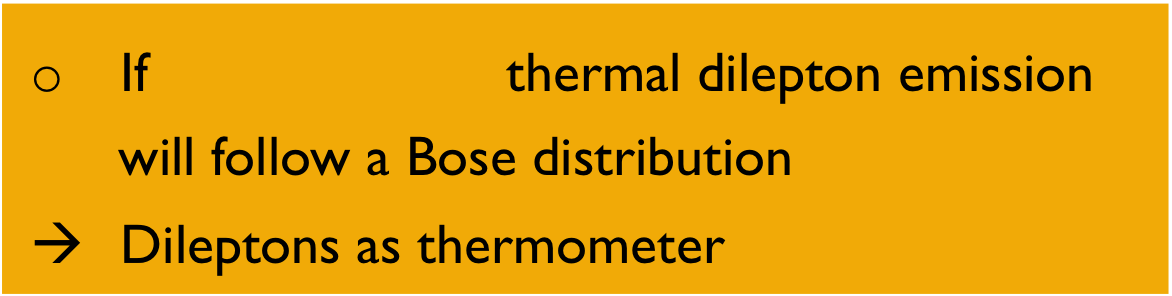 ○ If thermal dilepton emission
will follow a Bose distribution
→ Dileptons as thermometer